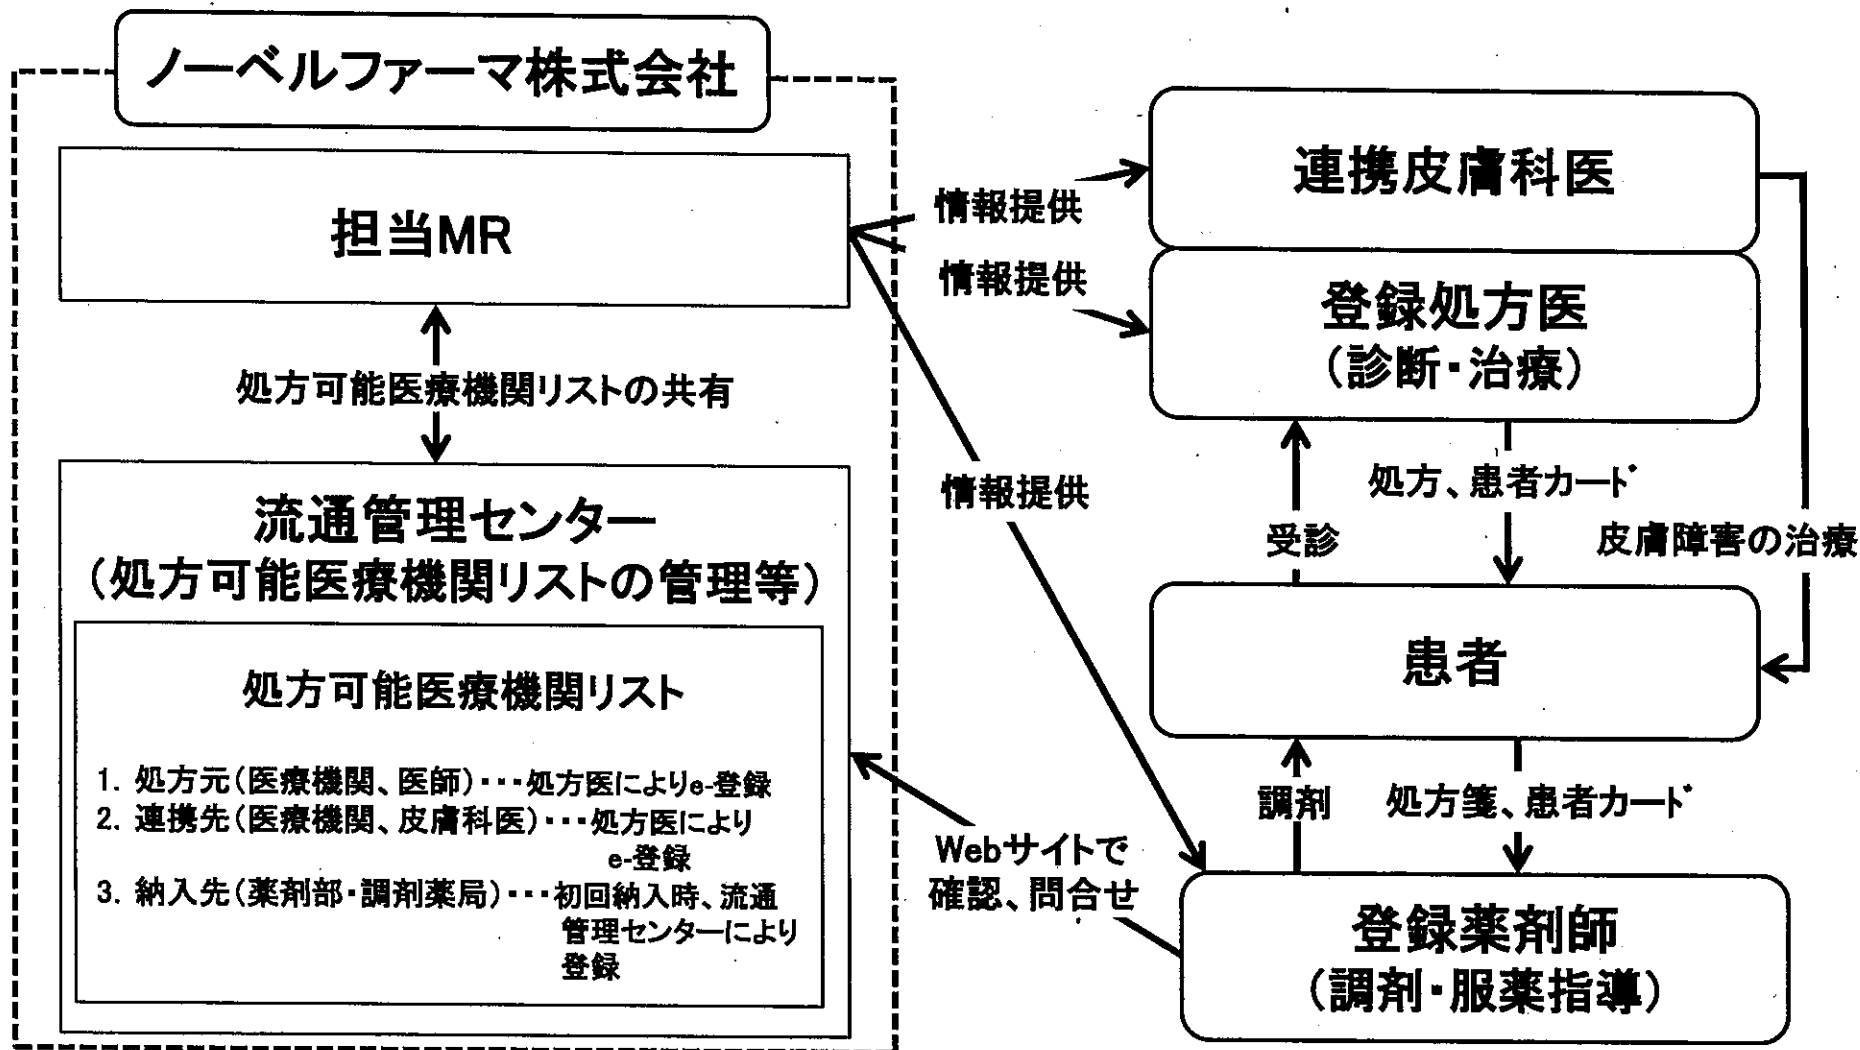 ノーベルファーマ株式会社
担当MR
処方可能医療機関リストの共有
流通管理センター
（処方可能医療機関リストの管理等）
処方可能医療機関リスト
1. 処方元（医療機関、医師）・・・処方医によりe-登録
2. 連携先（医療機関、皮膚科医）・・・処方医により
e-登録
3. 納入先（薬剤部・調剤薬局）・・・初回納入時、流通
管理センターにより
登録
情報提供
情報提供
情報提供
Webサイトで
確認、問合せ
連携皮膚科医
登録処方医
（診断・治療）
受診
処方、患者カード
皮膚障害の治療
患者
調剤
処方箋、患者カード
登録薬剤師
（調剤・服薬指導）